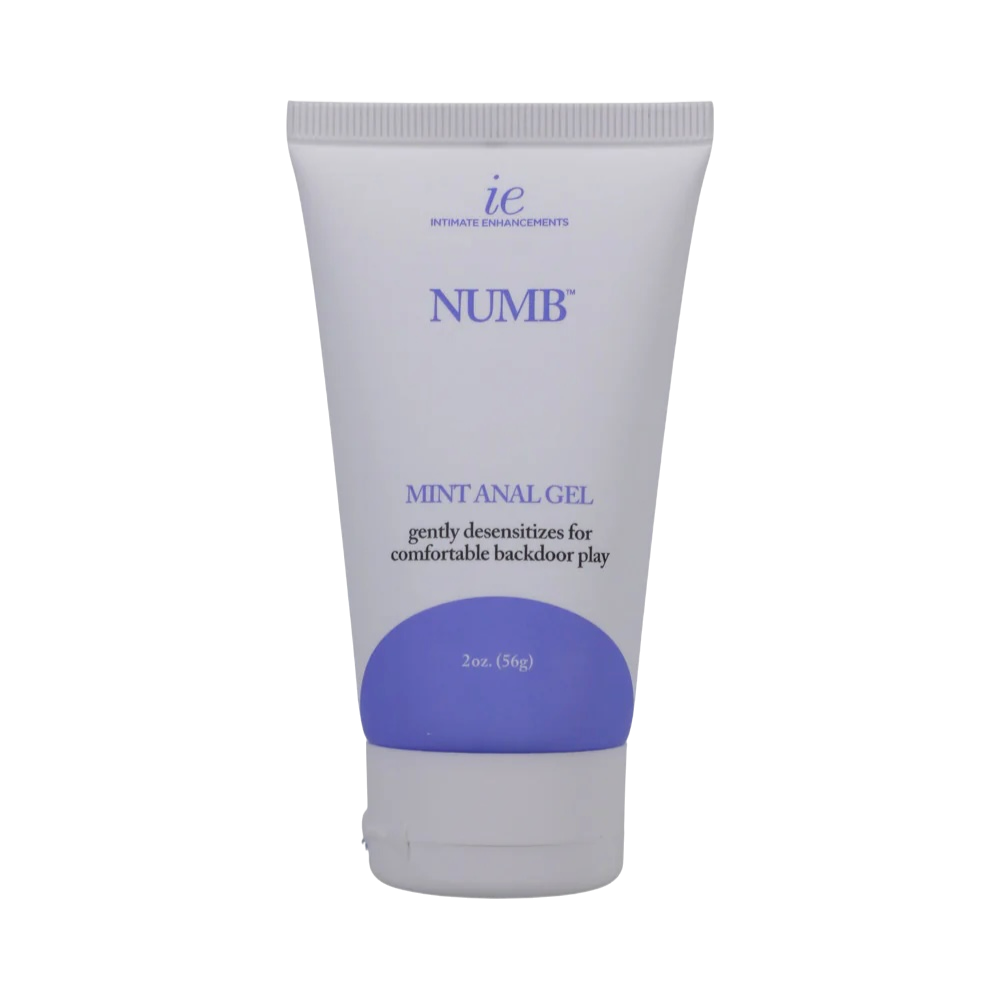 ie
INTIMATE ENHANCEMENTS
NUMB™
MINT ANAL GEL
gently desensitizes for
comfortable backdoor play
2oz. (56g)